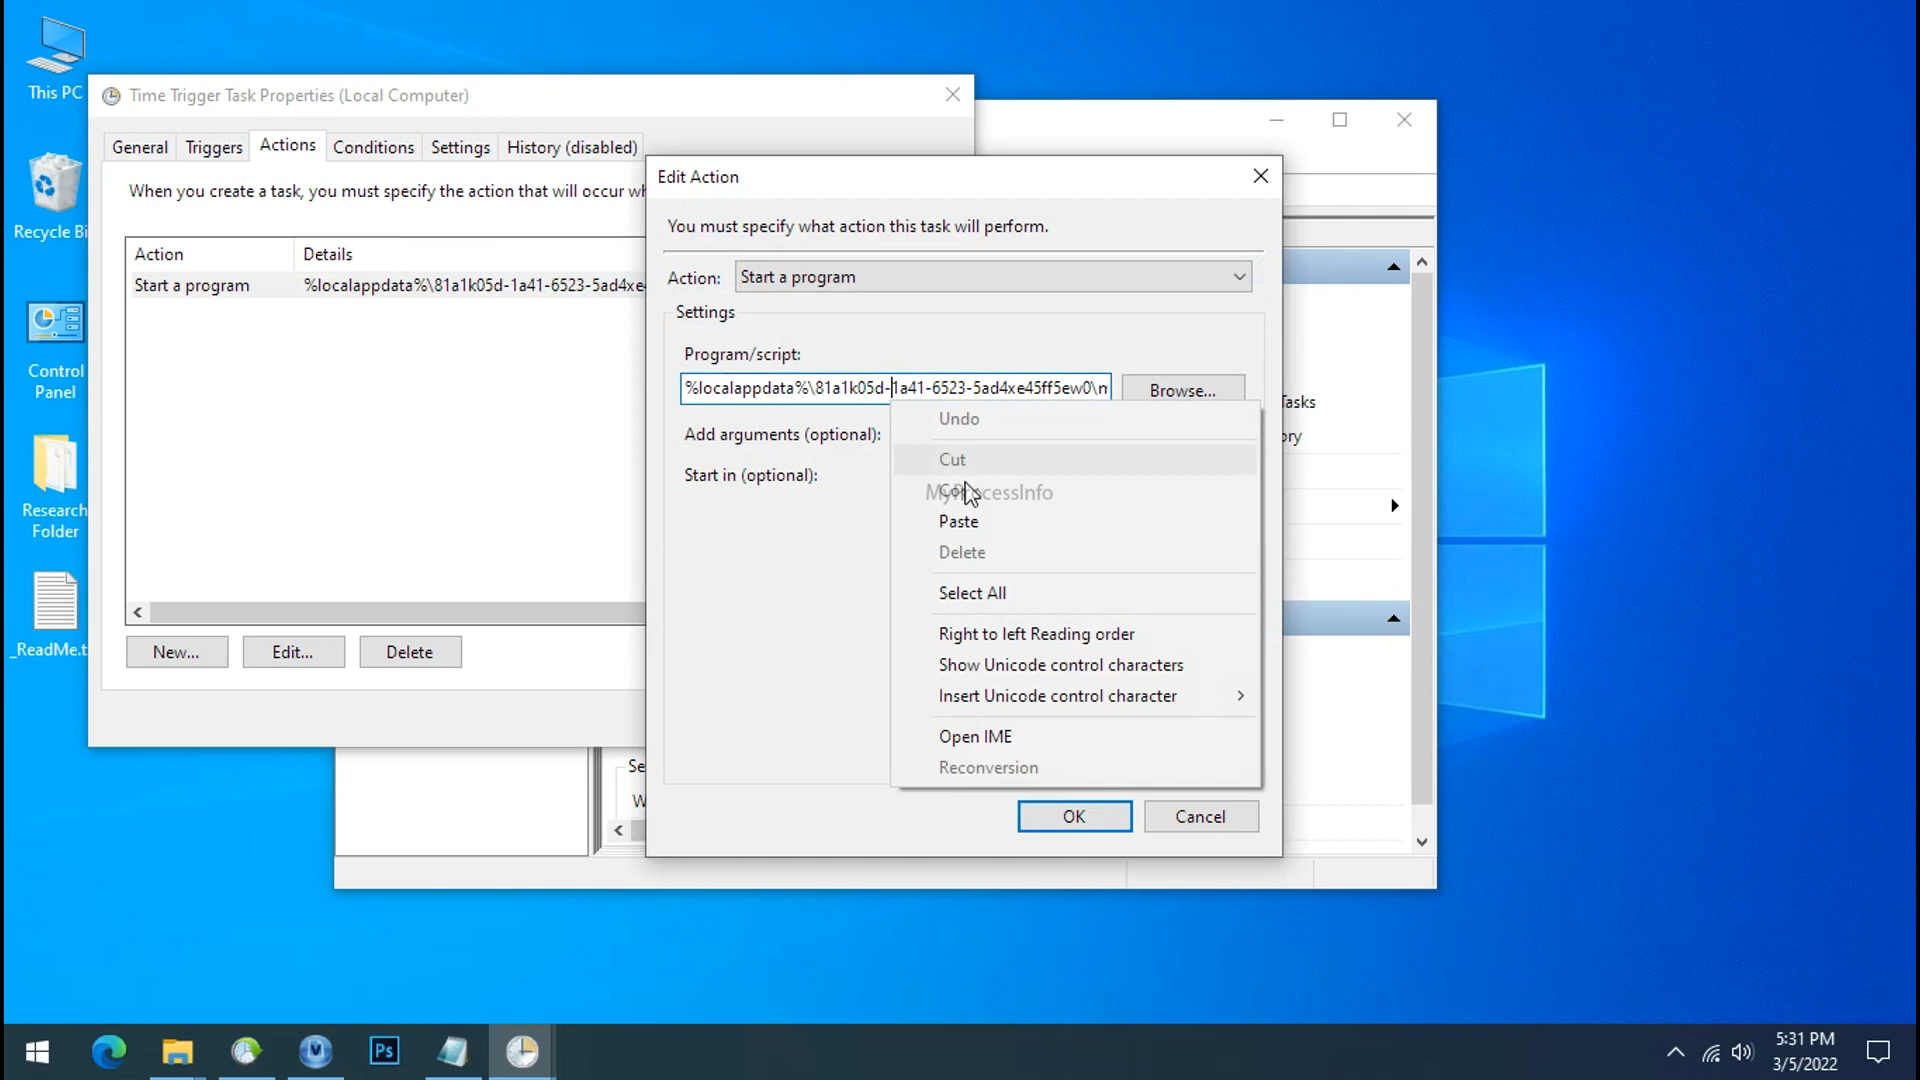 This PC
Recycle Bi
Control
Panel
Research
Folder
_ReadMe.t
Time Trigger Task Properties (Local Computer)
General
Triggers
Actions
Conditions
Settings
History (disabled)
When you create a task, you must specify the action that will occur wh
Action
Details
Start a program
%localappdata%\81a1k05d-1a41-6523-5ad4xe4
New...
Edit...
Delete
Edit Action
You must specify what action this task will perform.
Action:
Start a program
Settings
Program/script:
%localappdata%\81a1k05d-1a41-6523-5ad4xe45ff5ew0\m
Browse...
Add arguments (optional):
Start in (optional):
Undo
Cut
MyProcessInfo
Paste
Delete
Select All
Right to left Reading order
Show Unicode control characters
Insert Unicode control character
Open IME
Reconversion
OK
Cancel
Tasks
ory
Se
W
Ps
5:31 PM
3/5/2022